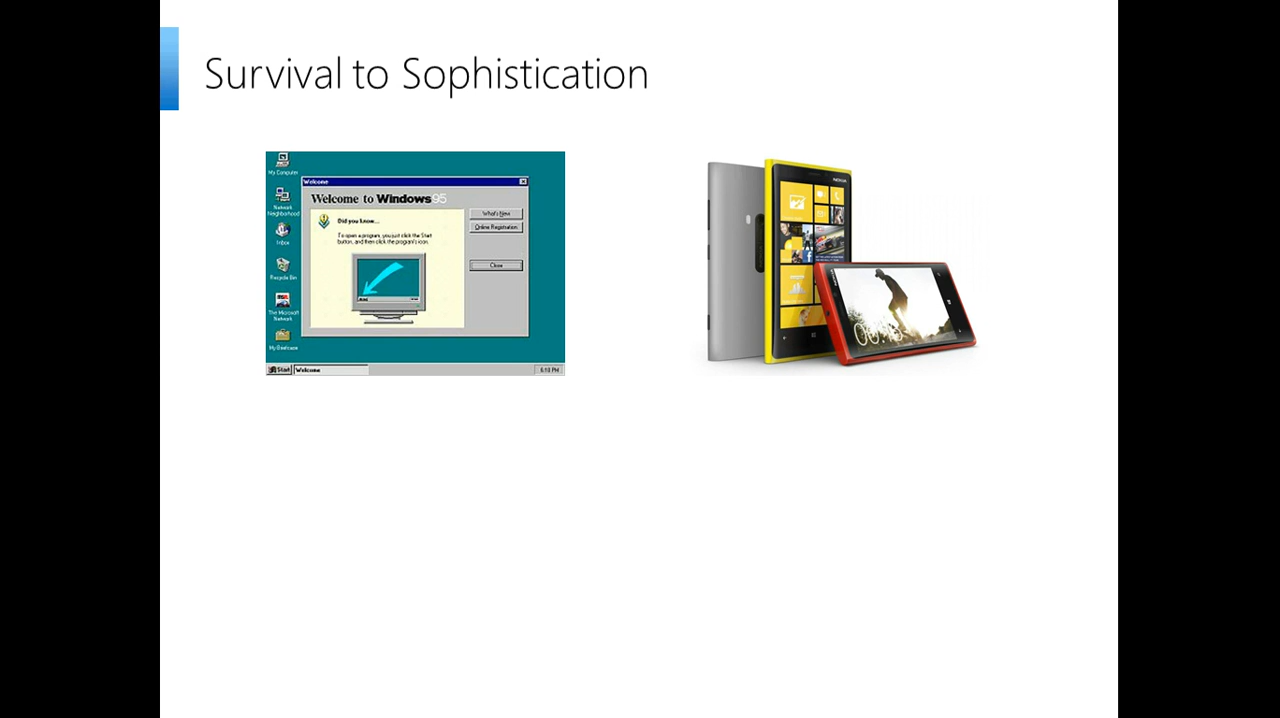 Survival to Sophistication
My Computer
Network
Neighborhood
Inbox
Recycle Bin
The Microsoft
Network
My Briefcase
Welcome
Welcome to Windows 95
Did you know...
To open a program, you just click the Start
button, and then click the program's icon.
What's New
Online Registration
Close
Start
Welcome
NOKIA